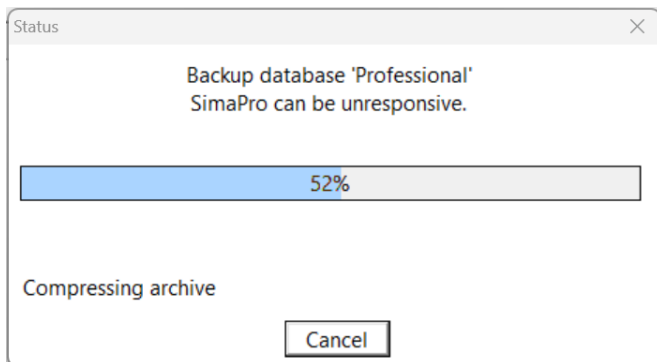 Status
Backup database 'Professional'
SimaPro can be unresponsive.
52%
Compressing archive
Cancel